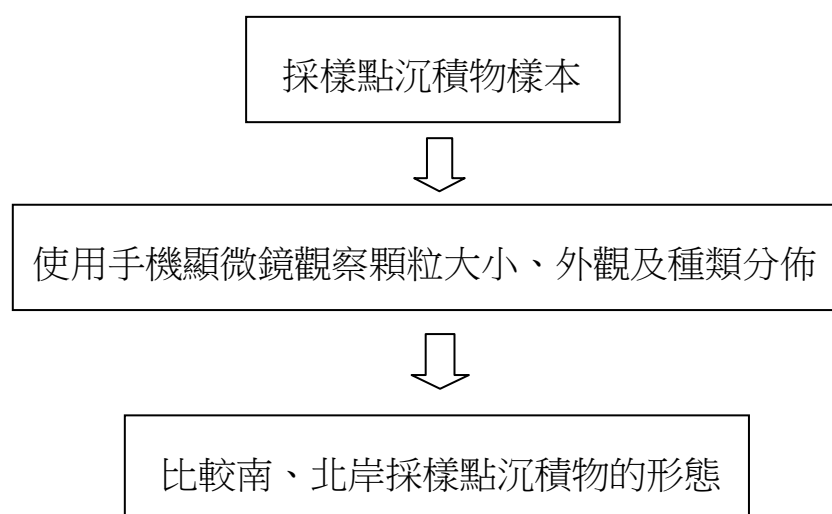 採樣點沉積物樣本
使用手機顯微鏡觀察顆粒大小、外觀及種類分佈
比較南、北岸採樣點沉積物的形態